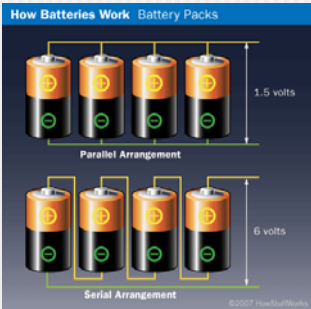 How Batteries Work Battery Packs
1.5 volts
Parallel Arrangement
6 volts
Serial Arrangement
©2007 HowStuffWorks